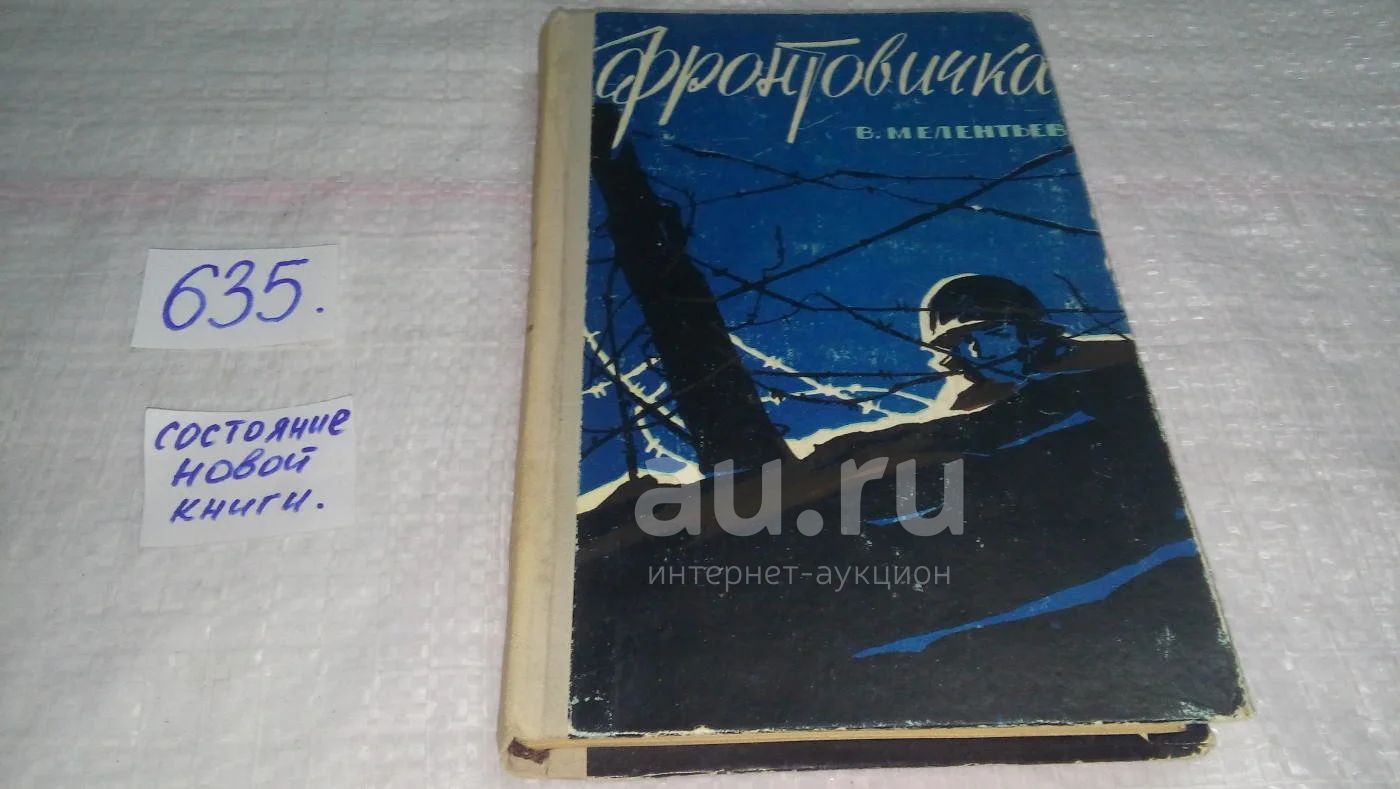 Фронтовичка
В. МЕЛЕНТЬЕВ
635.
СОСТОЯНИЕ
НОВОЙ
КНИГИ.
au.ru
интернет-аукцион